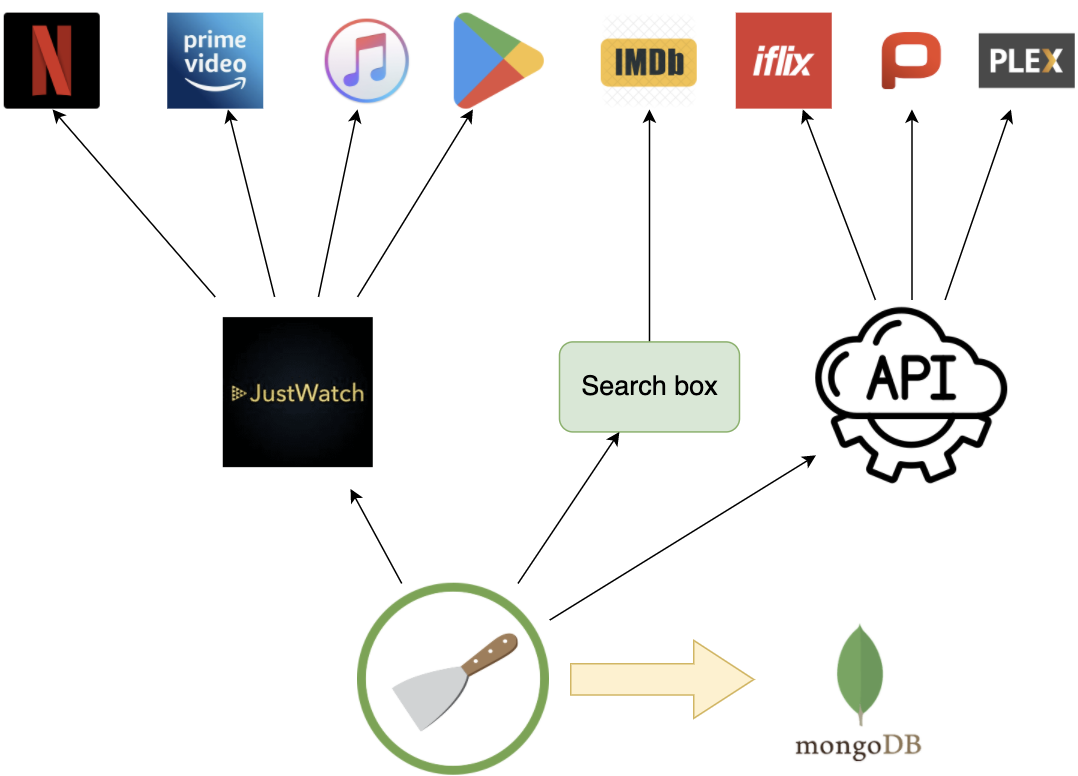 prime
video
IMDb
iflix
PLEX
JustWatch
Search box
API
mongoDB